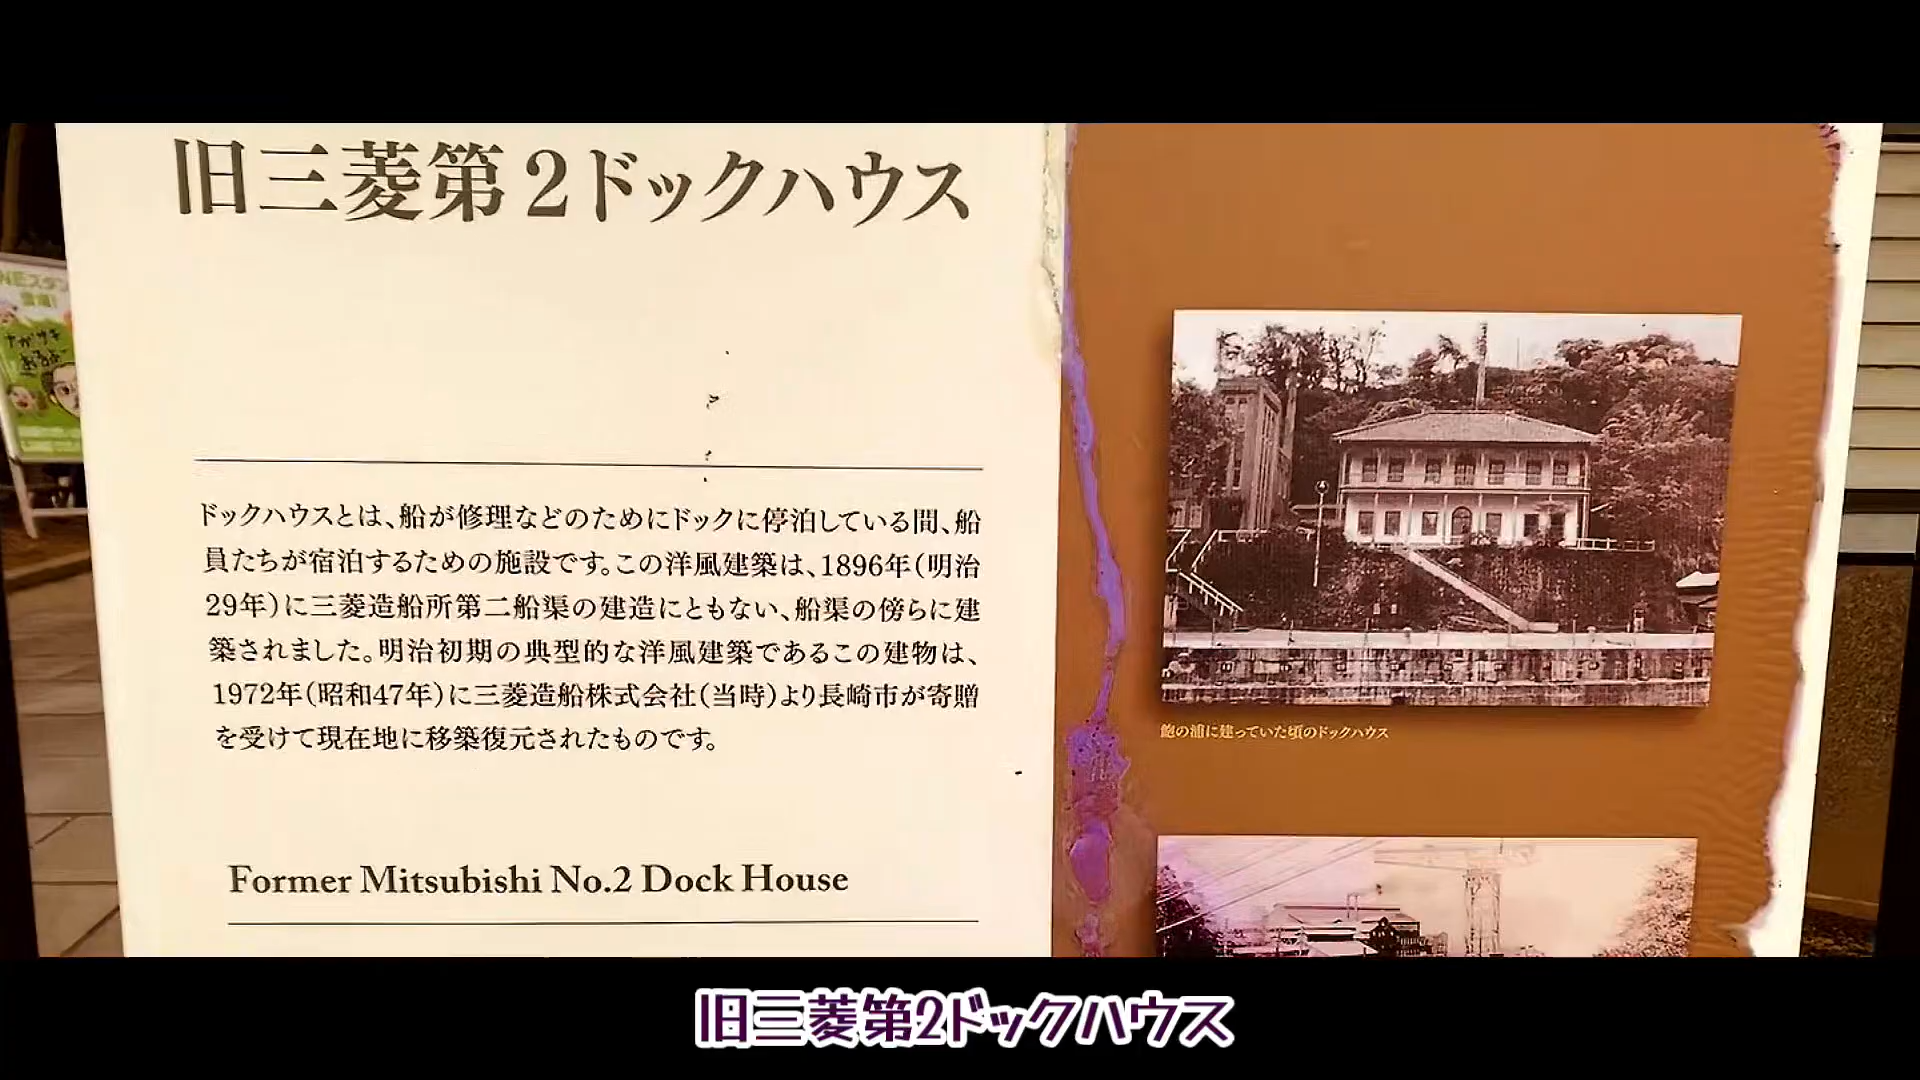 旧三菱第2ドックハウス
ドックハウスとは、船が修理などのためにドックに停泊している間、船
員たちが宿泊するための施設です。この洋風建築は、1896年(明治
29年)に三菱造船所第二船渠の建造にともない、船渠の傍らに建
築されました。明治初期の典型的な洋風建築であるこの建物は、
1972年(昭和47年)に三菱造船株式会社(当時)より長崎市が寄贈
を受けて現在地に移築復元されたものです。
Former Mitsubishi No.2 Dock House
飽の浦に建っていた頃のドックハウス
旧三菱第2ドックハウス